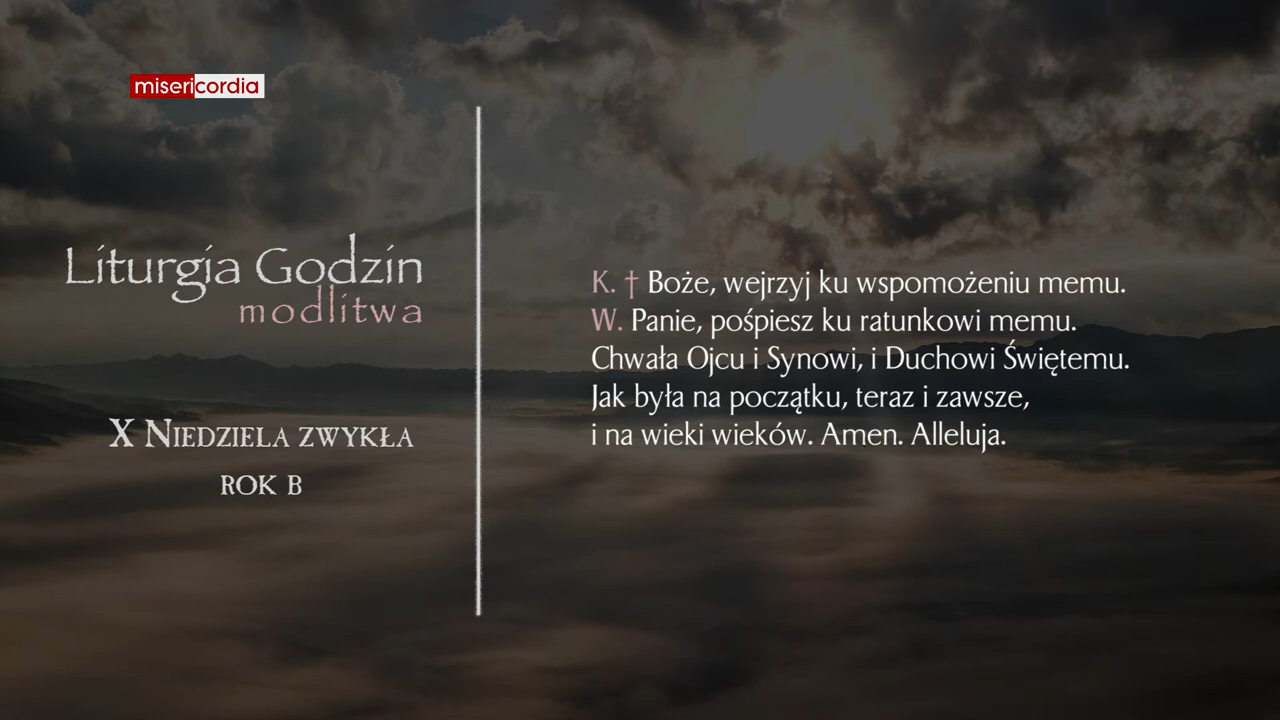 misericordia
Liturgia Godzin
modlitwa
X Niedziela zwykła
rok B
K. † Boże, wejrzyj ku wspomożeniu memu.
W. Panie, pośpiesz ku ratunkowi memu.
Chwała Ojcu i Synowi, i Duchowi Świętemu.
Jak była na początku, teraz i zawsze,
i na wieki wieków. Amen. Alleluja.